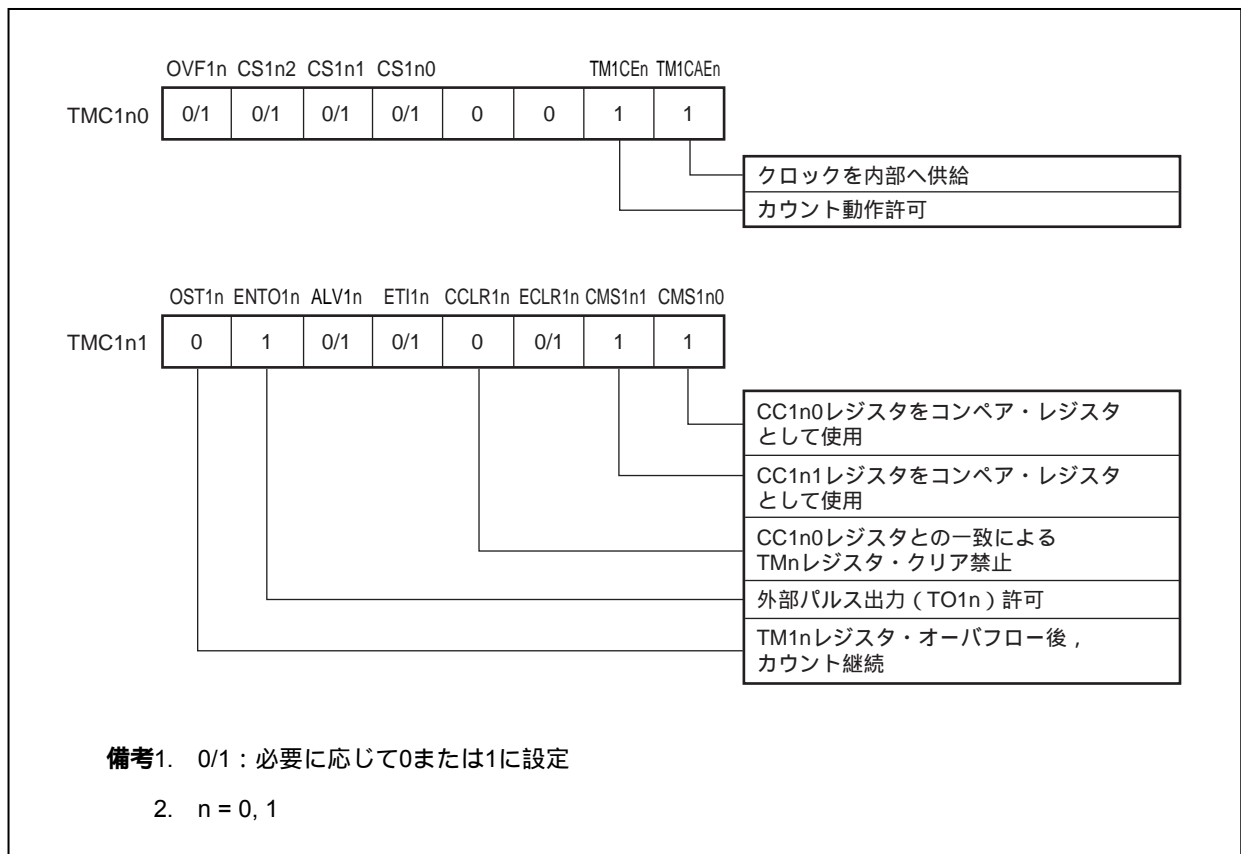 OVF1n CS1n2 CS1n1 CS1n0 TM1CEn TM1CAEn
TMC1n0 0/1 0/1 0/1 0/1 0 0 1 1
クロックを内部へ供給
カウント動作許可
OST1n ENTO1n ALV1n ETI1n CCLR1n ECLR1n CMS1n1 CMS1n0
TMC1n1 0 1 0/1 0/1 0 0/1 1 1
CC1n0レジスタをコンペア・レジスタ
として使用
CC1n1レジスタをコンペア・レジスタ
として使用
CC1n0レジスタとの一致による
TMnレジスタ・クリア禁止
外部パルス出力（TO1n）許可
TM1nレジスタ・オーバフロー後，
カウント継続
備考1. 0/1：必要に応じて0または1に設定
2. n = 0, 1